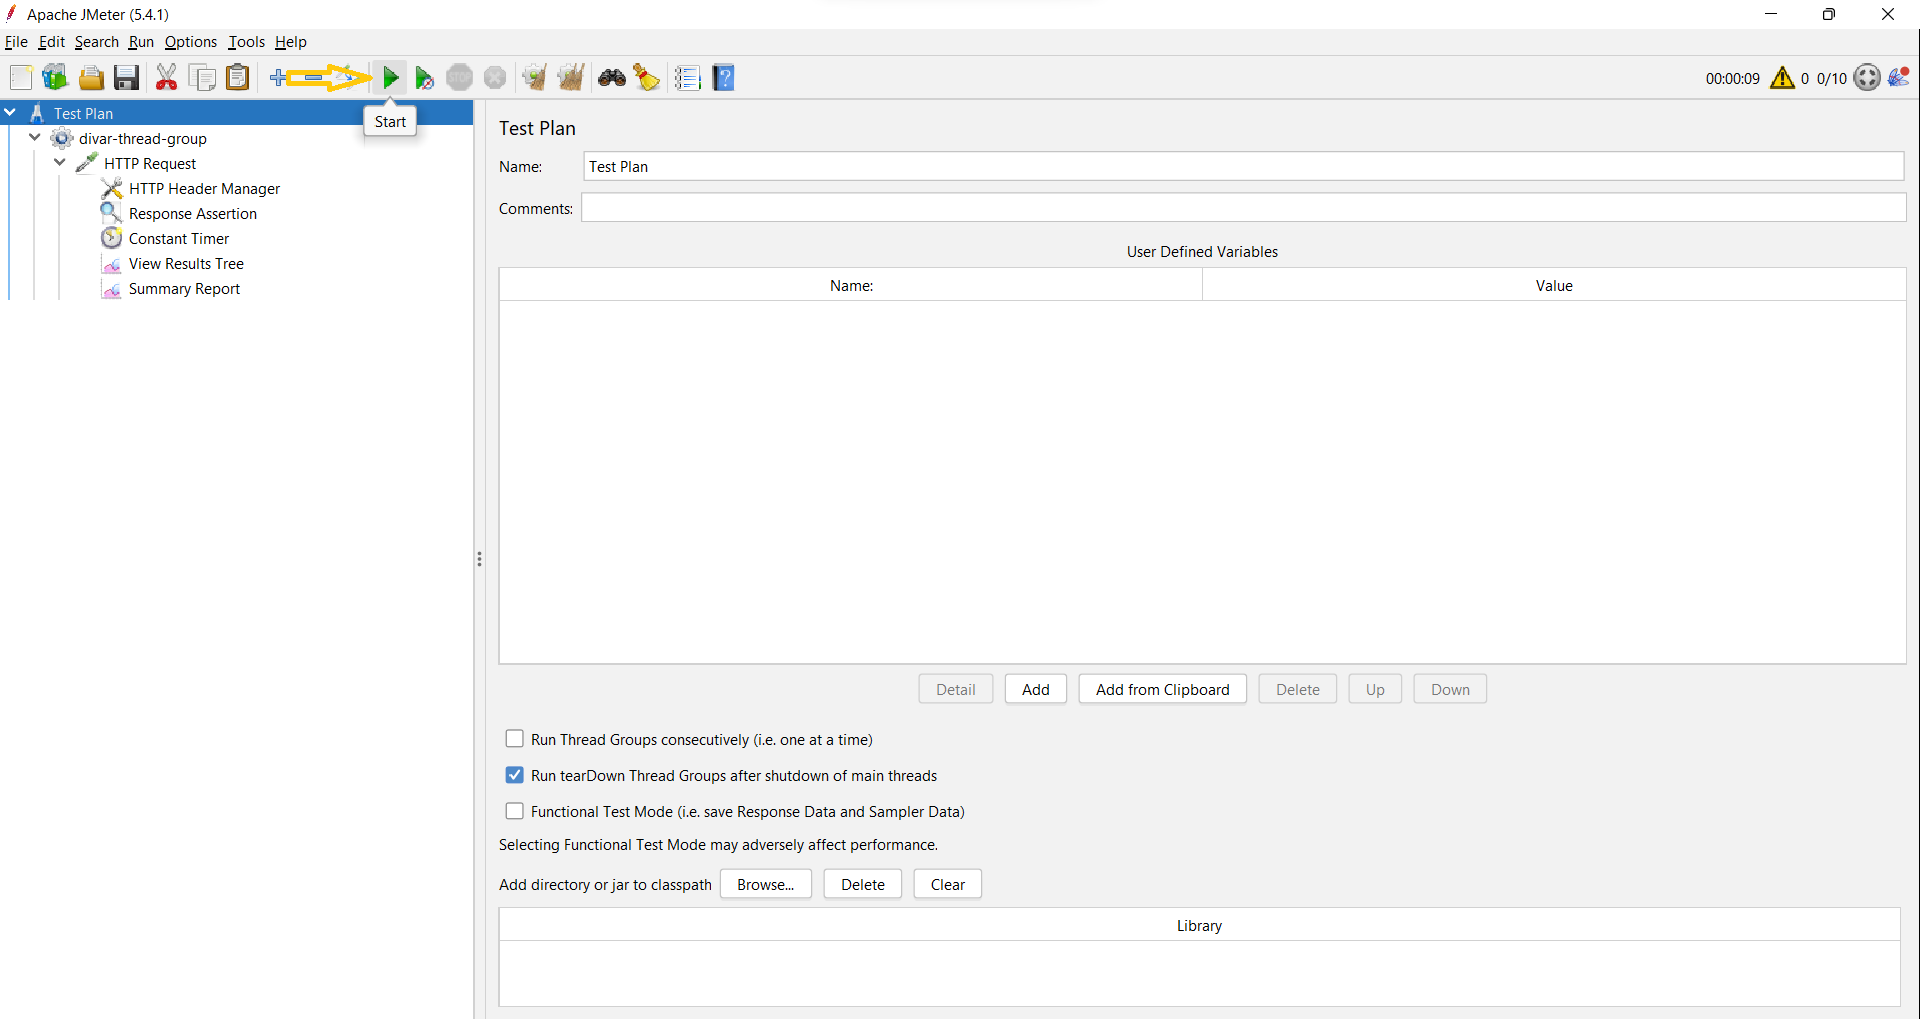 Apache JMeter (5.4.1)
File Edit Search Run Options Tools Help
STOP
00:00:09 0 0/10
Start
Test Plan
divar-thread-group
HTTP Request
HTTP Header Manager
Response Assertion
Constant Timer
View Results Tree
Summary Report
Test Plan
Name: Test Plan
Comments:
User Defined Variables
Name: Value
Detail Add Add from Clipboard Delete Up Down
Run Thread Groups consecutively (i.e. one at a time)
Run tearDown Thread Groups after shutdown of main threads
Functional Test Mode (i.e. save Response Data and Sampler Data)
Selecting Functional Test Mode may adversely affect performance.
Add directory or jar to classpath Browse... Delete Clear
Library